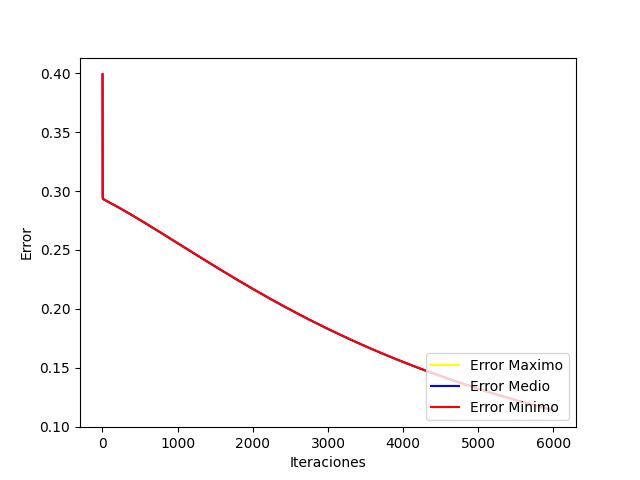 0.40
0.35
0.30
0.25
0.20
0.15
0.10
Error
0
1000
2000
3000
4000
5000
6000
Iteraciones
Error Maximo
Error Medio
Error Minimo